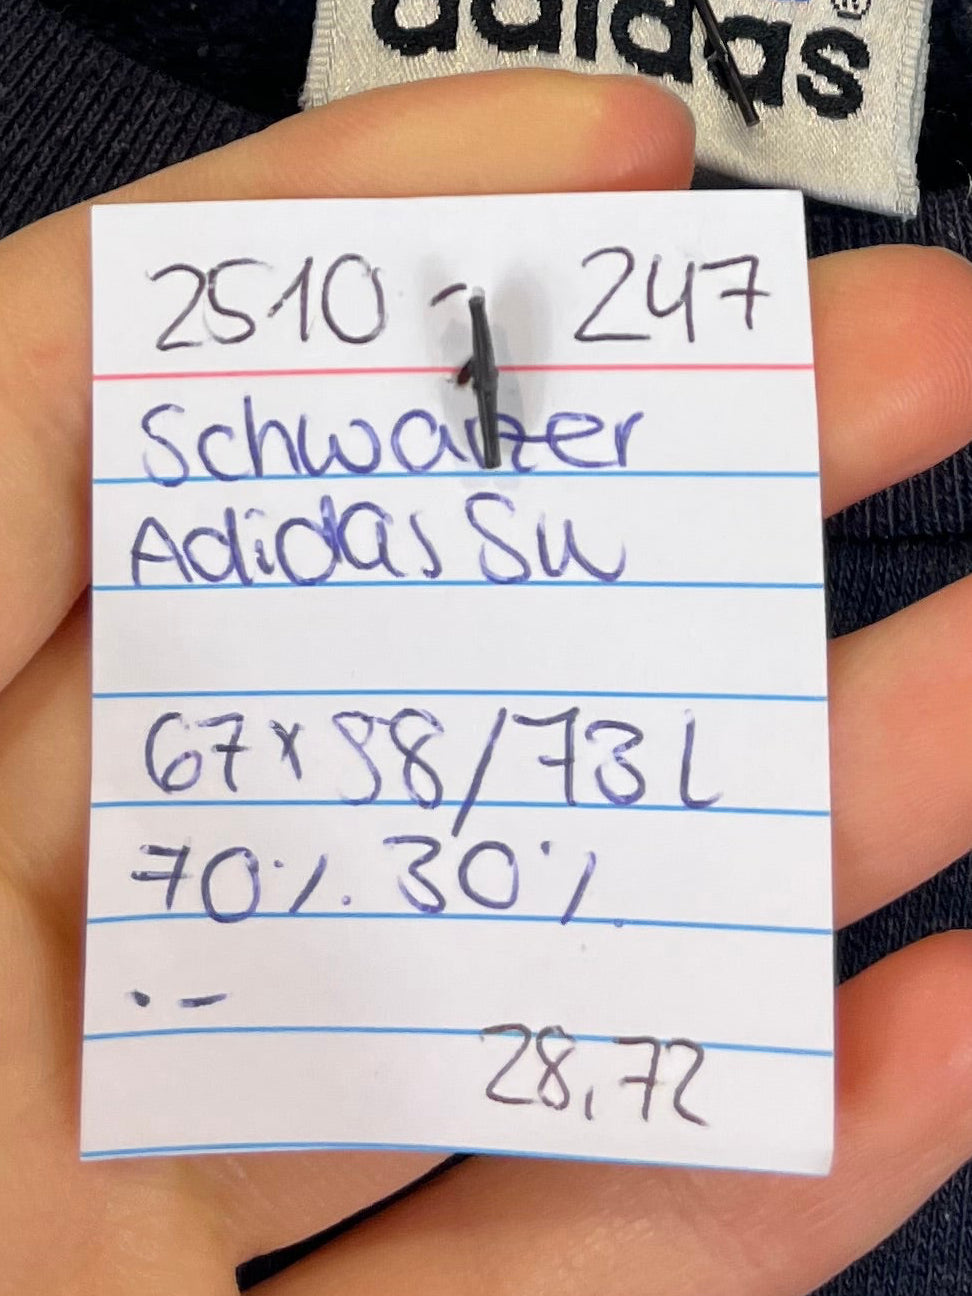 adidas
2510 - 247
Schwarzer
Adidas Sw
67 x 58/73 L
70% 30%
. -
28,72